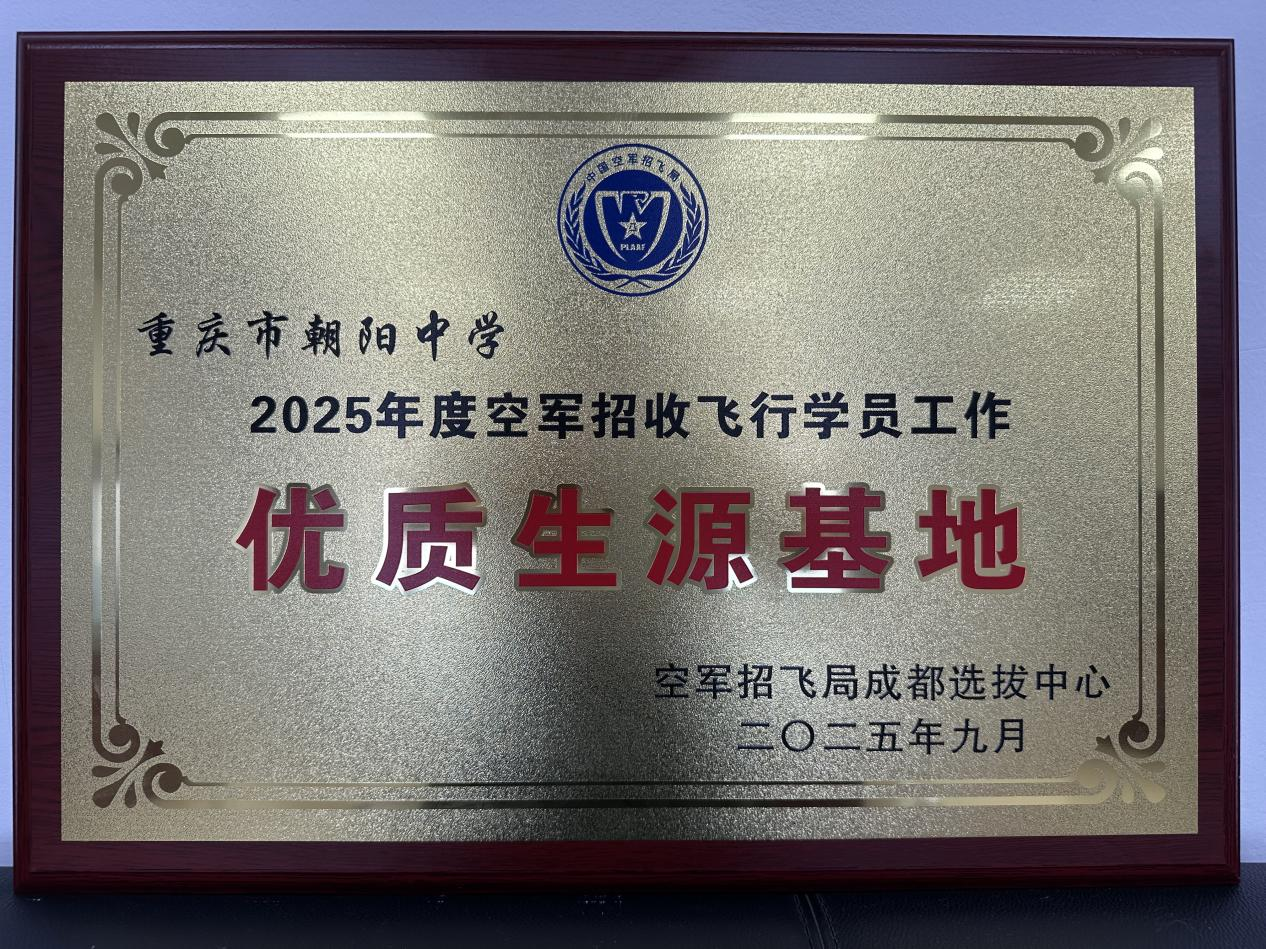 中国空军招飞局
PLAAF
重庆市朝阳中学
2025年度空军招收飞行学员工作
优质生源基地
空军招飞局成都选拔中心
二〇二五年九月